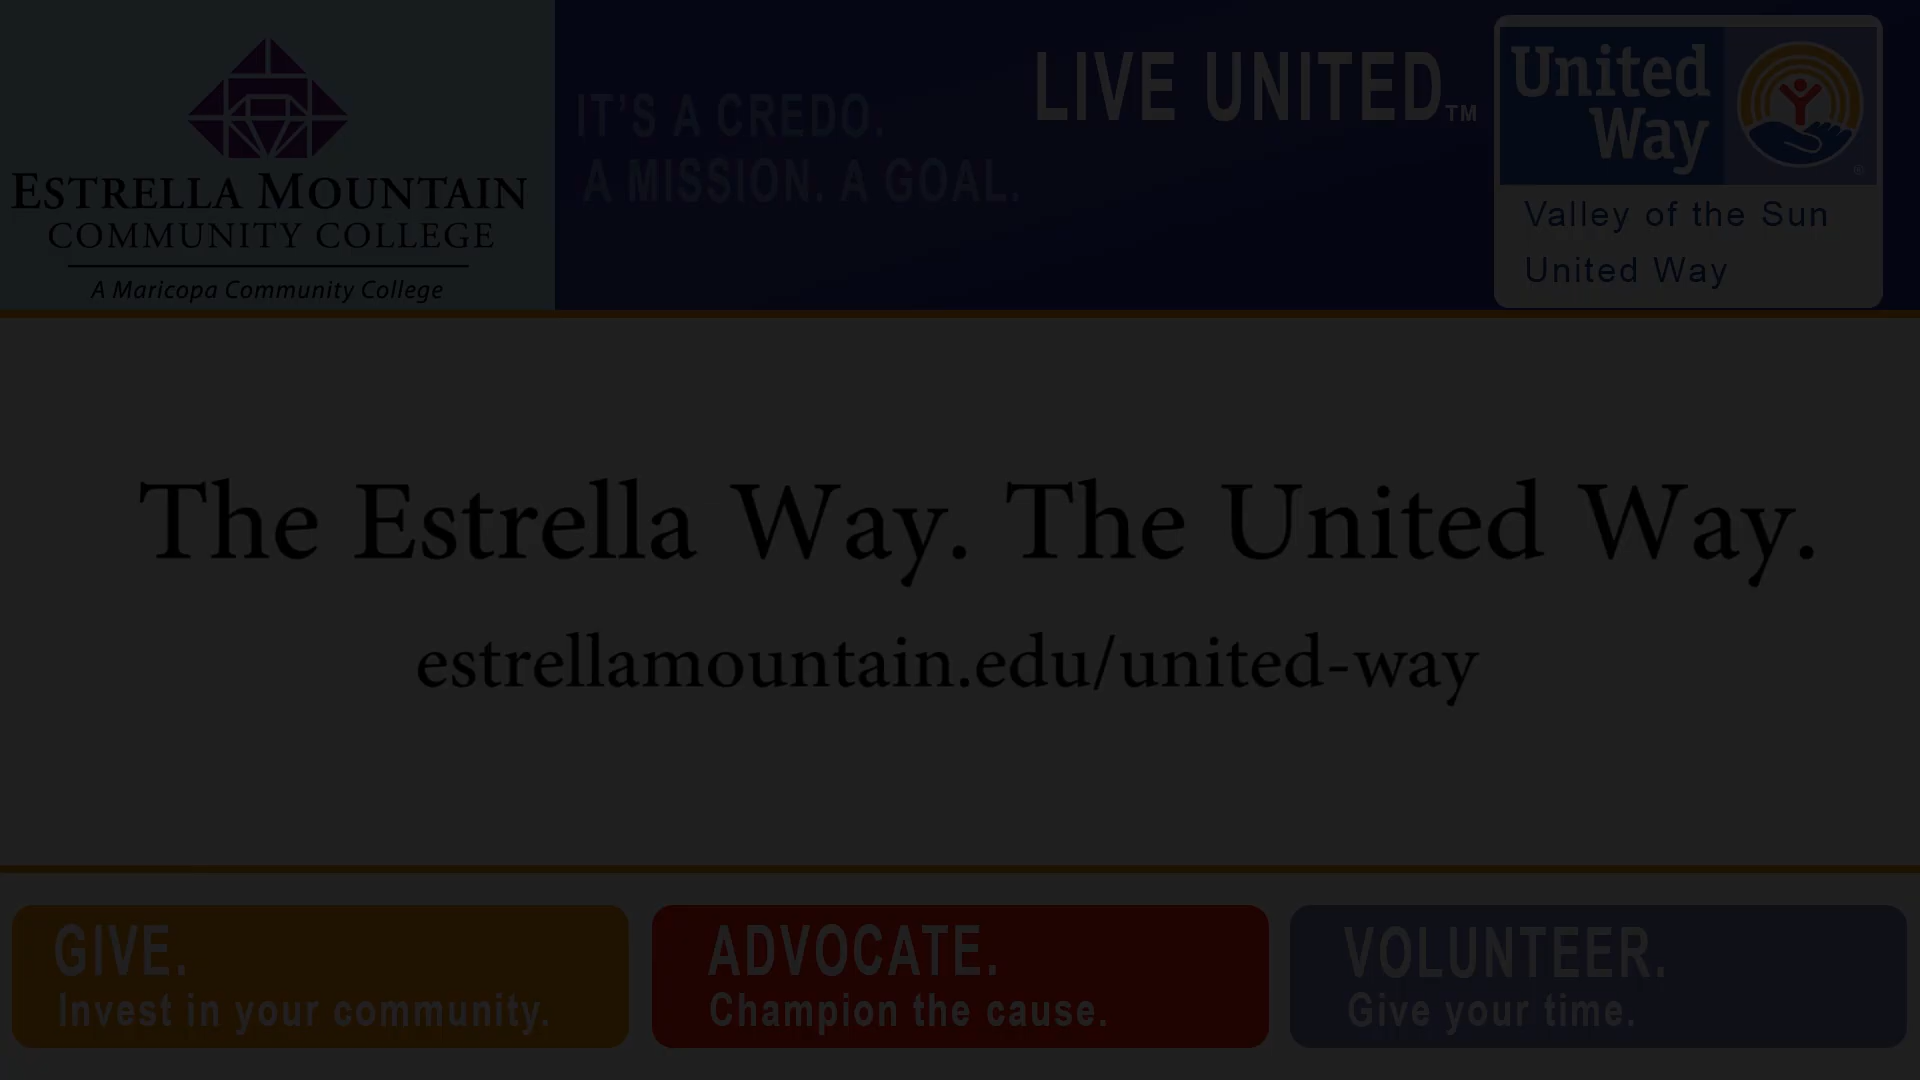 ESTRELLA MOUNTAIN
COMMUNITY COLLEGE
A Maricopa Community College
IT'S A CREDO.
A MISSION. A GOAL.
LIVE UNITED™
United
Way
®
Valley of the Sun
United Way
The Estrella Way. The United Way.
estrellamountain.edu/united-way
GIVE.
Invest in your community.
ADVOCATE.
Champion the cause.
VOLUNTEER.
Give your time.